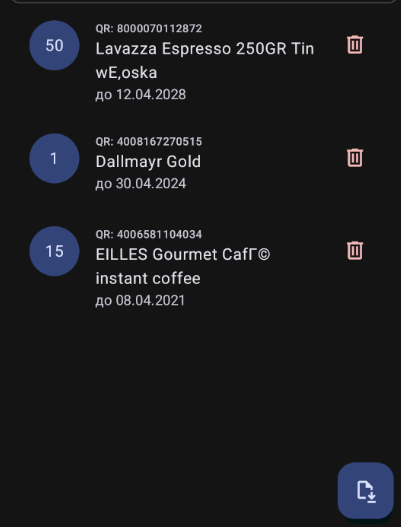 50
QR: 8000070112872
Lavazza Espresso 250GR Tin
wE,oska
до 12.04.2028
1
QR: 4008167270515
Dallmayr Gold
до 30.04.2024
15
QR: 4006581104034
EILLES Gourmet CafГ©
instant coffee
до 08.04.2021